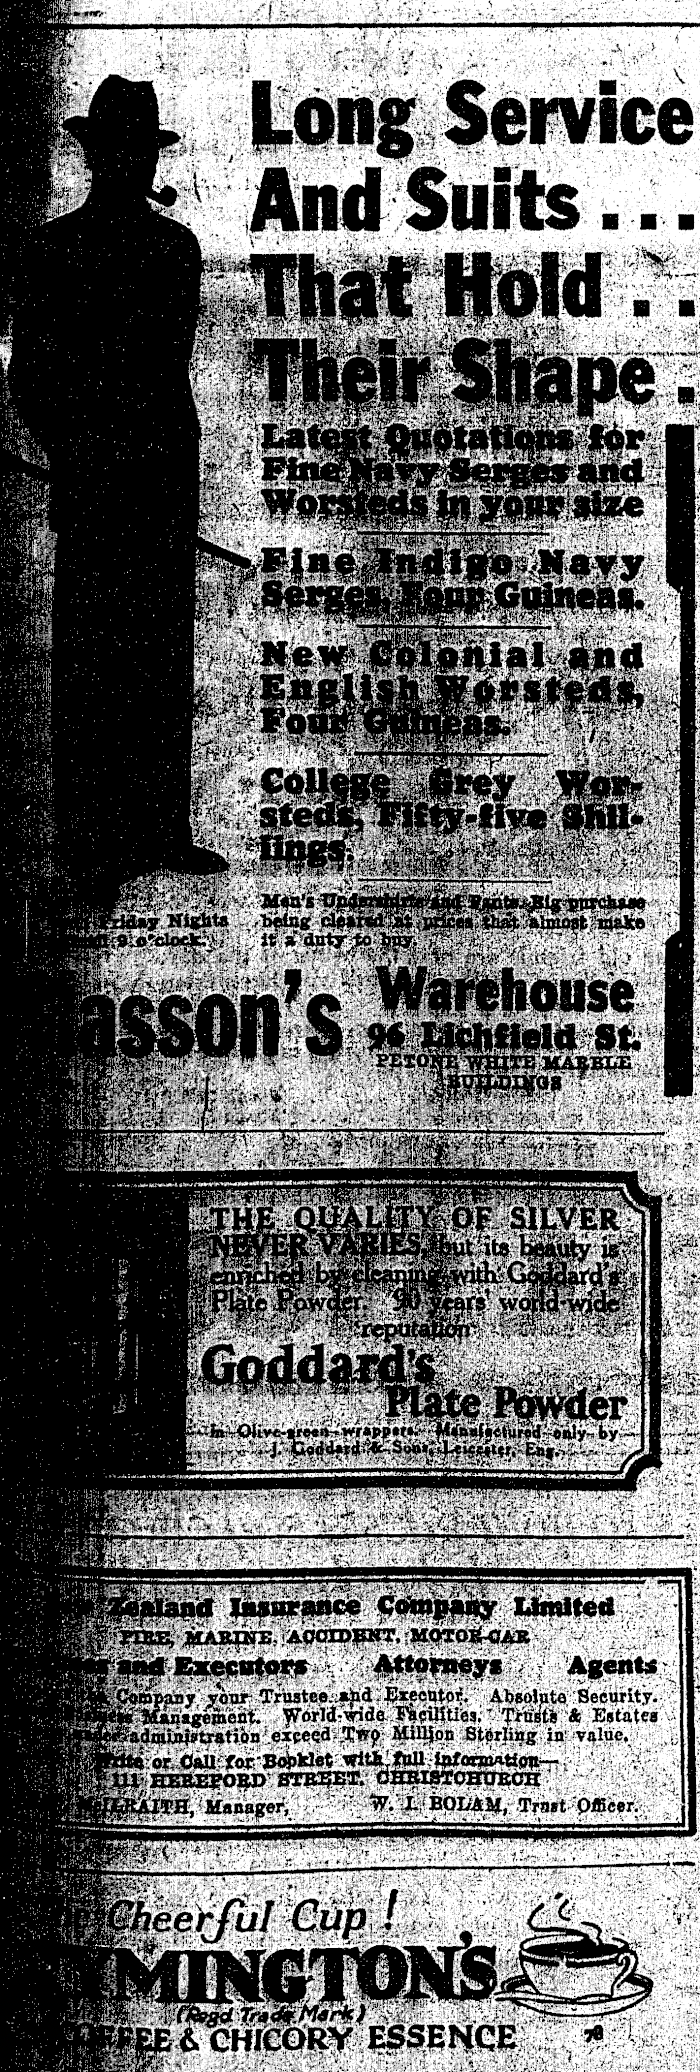 Long Service
And Suits . . .
That Hold . .
Their Shape .
Latest Quotations for
Fine Navy Serges and
Worsteds in your size
Fine Indigo Navy
Serges, Four Guineas.
New Colonial and
English Worsteds,
Four Guineas.
College Grey Wor-
steds, Fifty-five Shil-
lings.
Men's Undershirts and Pants. Big purchase
being cleared at prices that almost make
it a duty to buy.
Friday Nights
9 o'clock.
asson's
Warehouse
96 Lichfield St.
PETONE WHITE MARBLE
BUILDINGS
THE QUALITY OF SILVER
NEVER VARIES, but its beauty is
enriched by cleaning with Goddard's
Plate Powder. 90 years' world-wide
reputation
Goddard's
Plate Powder
In Olive-green wrappers. Manufactured only by
J. Goddard & Sons, Leicester, Eng.
Zealand Insurance Company Limited
FIRE, MARINE, ACCIDENT, MOTOR-CAR
and Executors Attorneys Agents
Company your Trustee and Executor. Absolute Security.
Management. World-wide Facilities. Trusts & Estates
administration exceed Two Million Sterling in value.
or Call for Booklet with full information—
111 HEREFORD STREET, CHRISTCHURCH
Manager, W. L. BOLAM, Trust Officer.
Cheerful Cup !
MINGTON'S
(Regd Trade Mark)
COFFEE & CHICORY ESSENCE
78